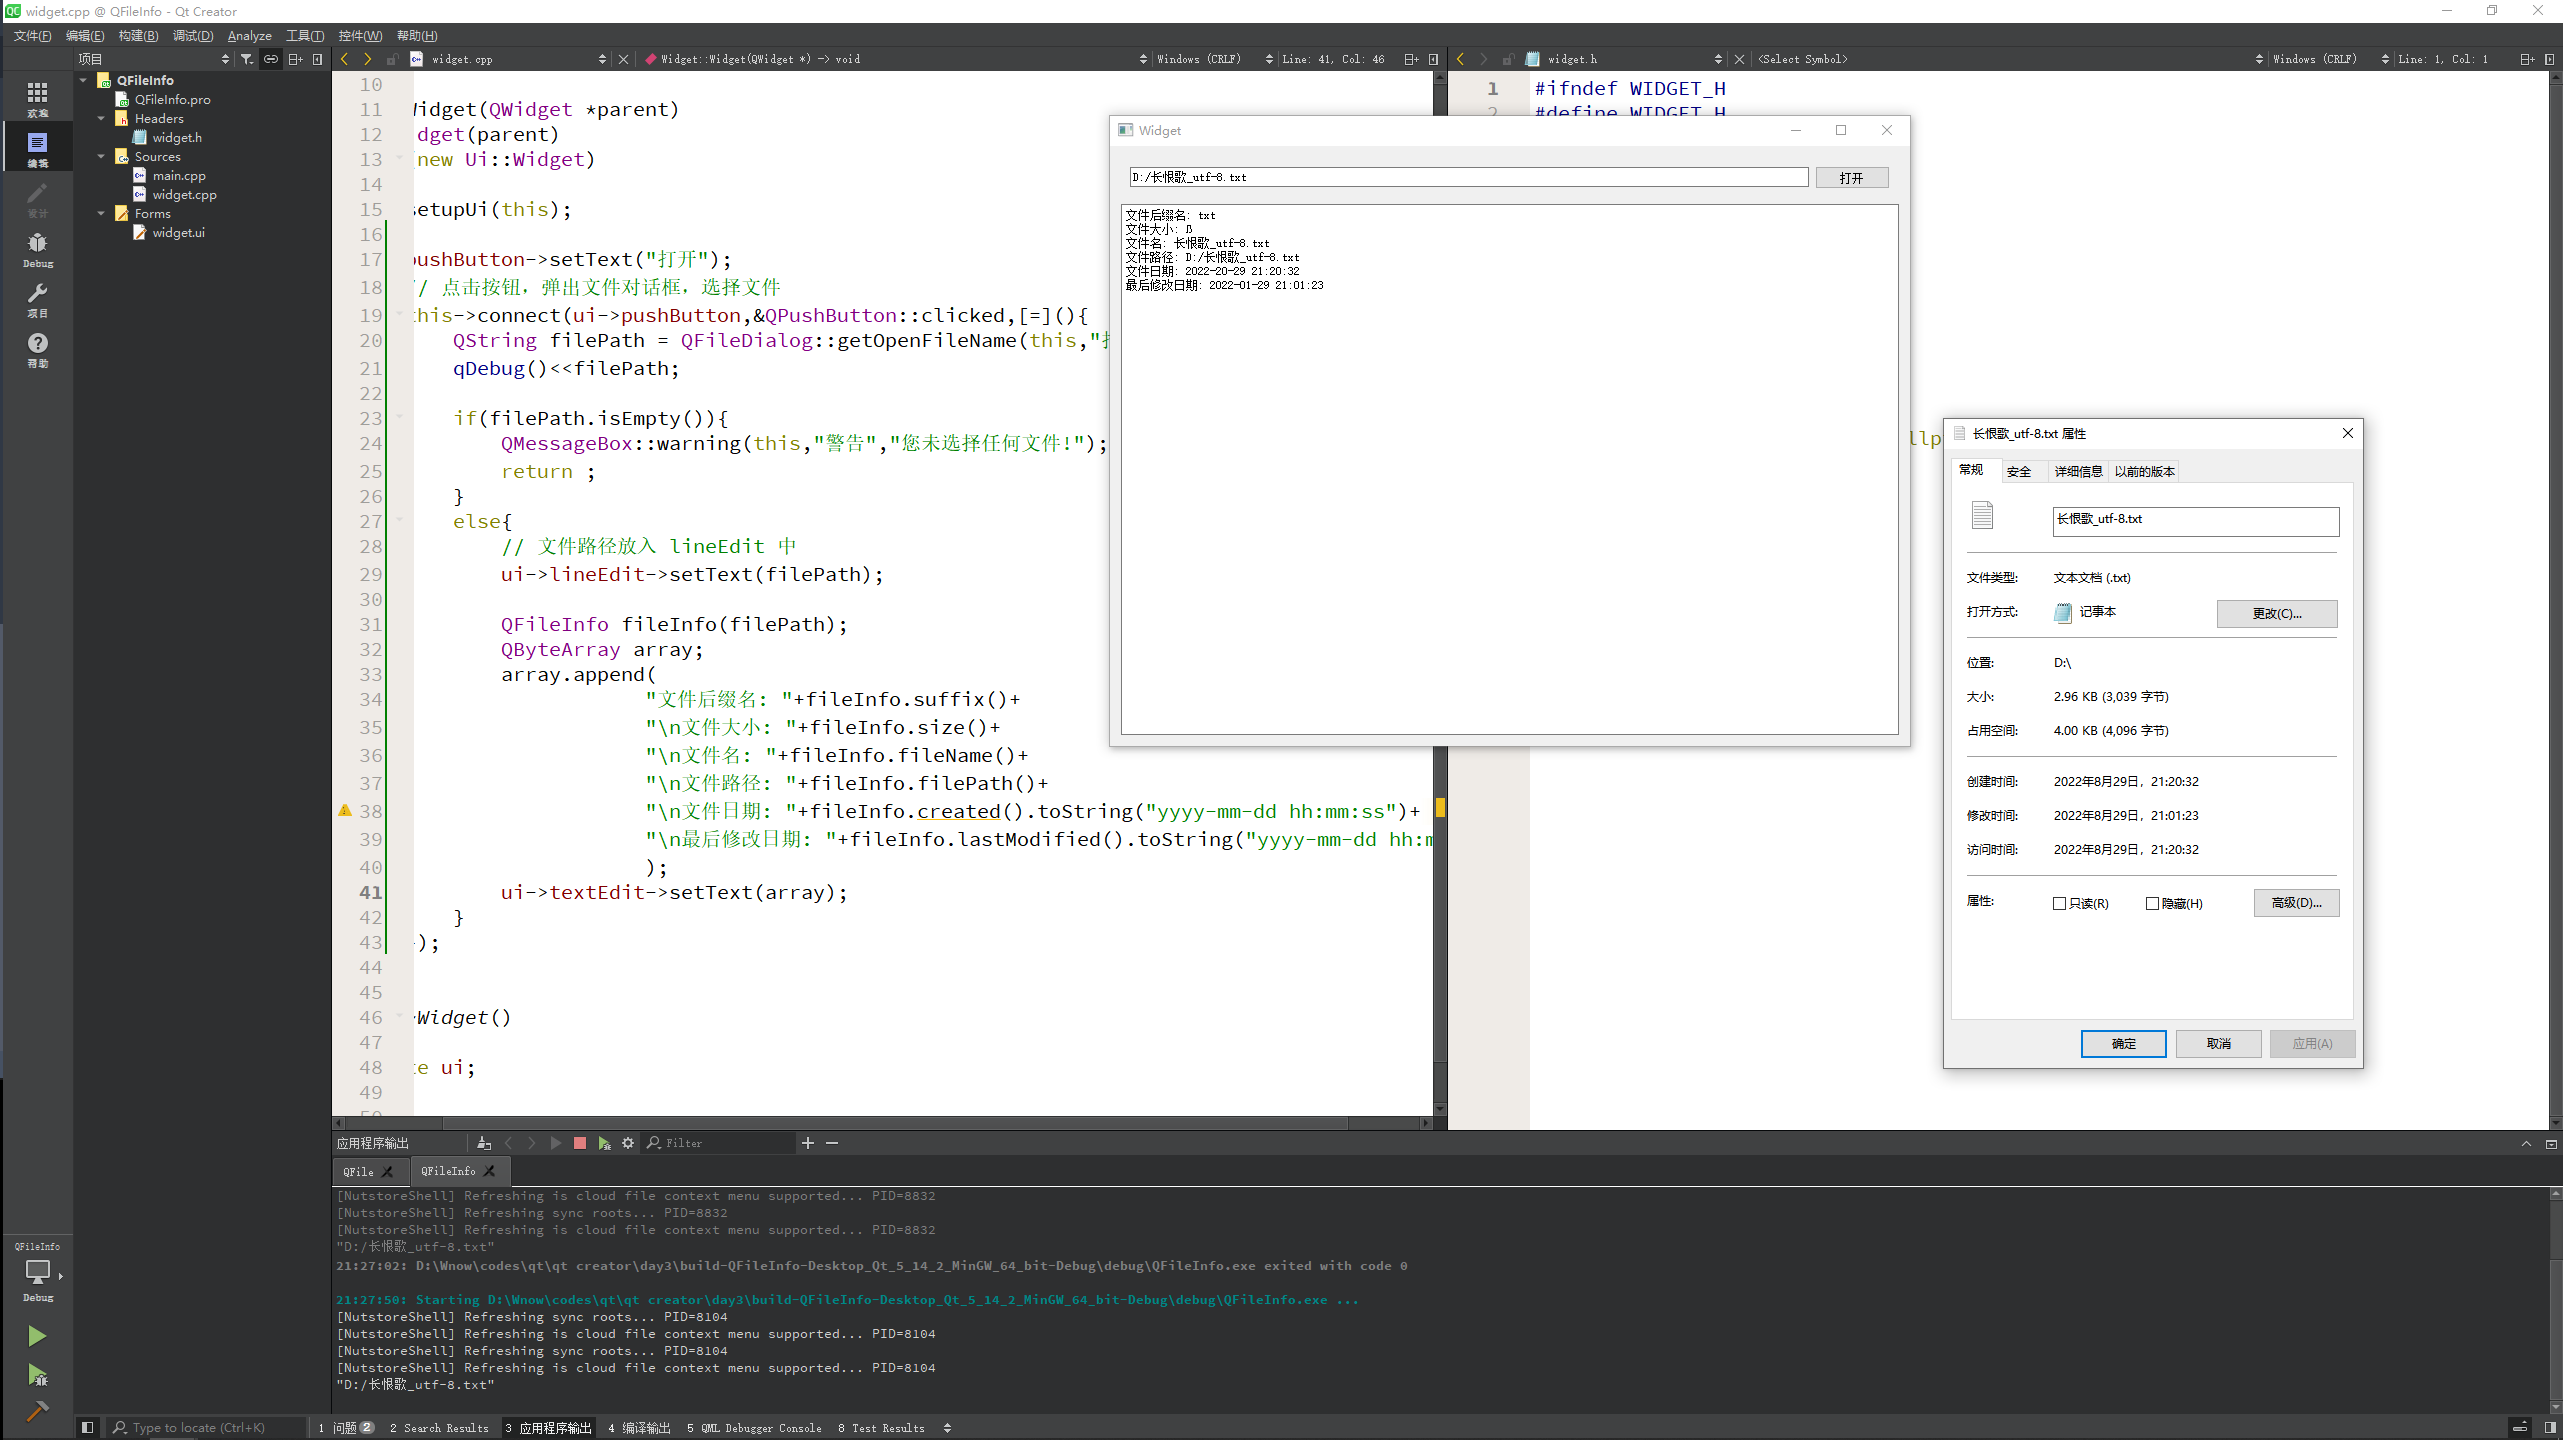 widget.cpp @ QFileInfo - Qt Creator
文件(F) 编辑(E) 构建(B) 调试(D) Analyze 工具(T) 控件(W) 帮助(H)
项目
widget.cpp
Widget::Widget(QWidget *) -> void
Windows (CRLF)
Line: 41, Col: 46
widget.h
<Select Symbol>
Windows (CRLF)
Line: 1, Col: 1
欢迎
编辑
设计
Debug
项目
帮助
QFileInfo
QFileInfo.pro
Headers
widget.h
Sources
main.cpp
widget.cpp
Forms
widget.ui
10
11 Widget(QWidget *parent)
12 dget(parent)
13 new Ui::Widget)
14
15 setupUi(this);
16
17 pushButton->setText("打开");
18 / 点击按钮，弹出文件对话框，选择文件
19 this->connect(ui->pushButton,&QPushButton::clicked,[=](){
20 QString filePath = QFileDialog::getOpenFileName(this,"打
21 qDebug()<<filePath;
22
23 if(filePath.isEmpty()){
24 QMessageBox::warning(this,"警告","您未选择任何文件!");
25 return ;
26 }
27 else{
28 // 文件路径放入 lineEdit 中
29 ui->lineEdit->setText(filePath);
30
31 QFileInfo fileInfo(filePath);
32 QByteArray array;
33 array.append(
34 "文件后缀名: "+fileInfo.suffix()+
35 "\n文件大小: "+fileInfo.size()+
36 "\n文件名: "+fileInfo.fileName()+
37 "\n文件路径: "+fileInfo.filePath()+
38 "\n文件日期: "+fileInfo.created().toString("yyyy-mm-dd hh:mm:ss")+
39 "\n最后修改日期: "+fileInfo.lastModified().toString("yyyy-mm-dd hh:m
40 );
41 ui->textEdit->setText(array);
42 }
43 );
44
45
46 ~Widget()
47
48 te ui;
49
50
1 #ifndef WIDGET_H
2 #define WIDGET_H
llp
Widget
D:/长恨歌_utf-8.txt
打开
文件后缀名: txt
文件大小: ß
文件名: 长恨歌_utf-8.txt
文件路径: D:/长恨歌_utf-8.txt
文件日期: 2022-20-29 21:20:32
最后修改日期: 2022-01-29 21:01:23
长恨歌_utf-8.txt 属性
常规 安全 详细信息 以前的版本
长恨歌_utf-8.txt
文件类型: 文本文档 (.txt)
打开方式: 记事本 更改(C)...
位置: D:\
大小: 2.96 KB (3,039 字节)
占用空间: 4.00 KB (4,096 字节)
创建时间: 2022年8月29日，21:20:32
修改时间: 2022年8月29日，21:01:23
访问时间: 2022年8月29日，21:20:32
属性: 只读(R) 隐藏(H) 高级(D)...
确定 取消 应用(A)
应用程序输出
Filter
QFile QFileInfo
[NutstoreShell] Refreshing is cloud file context menu supported... PID=8832
[NutstoreShell] Refreshing sync roots... PID=8832
[NutstoreShell] Refreshing is cloud file context menu supported... PID=8832
"D:/长恨歌_utf-8.txt"
21:27:02: D:\Wnow\codes\qt\qt creator\day3\build-QFileInfo-Desktop_Qt_5_14_2_MinGW_64_bit-Debug\debug\QFileInfo.exe exited with code 0
21:27:50: Starting D:\Wnow\codes\qt\qt creator\day3\build-QFileInfo-Desktop_Qt_5_14_2_MinGW_64_bit-Debug\debug\QFileInfo.exe ...
[NutstoreShell] Refreshing sync roots... PID=8104
[NutstoreShell] Refreshing is cloud file context menu supported... PID=8104
[NutstoreShell] Refreshing sync roots... PID=8104
[NutstoreShell] Refreshing is cloud file context menu supported... PID=8104
"D:/长恨歌_utf-8.txt"
QFileInfo
Debug
Type to locate (Ctrl+K)
1 问题 2
2 Search Results
3 应用程序输出
4 编译输出
5 QML Debugger Console
8 Test Results